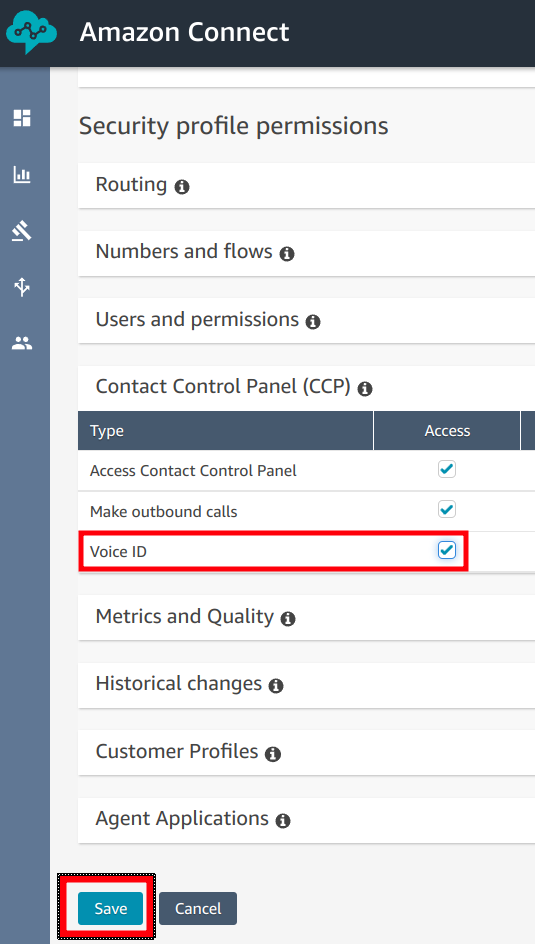 Amazon Connect
Security profile permissions
Routing
Numbers and flows
Users and permissions
Contact Control Panel (CCP)
Type Access
Access Contact Control Panel
Make outbound calls
Voice ID
Metrics and Quality
Historical changes
Customer Profiles
Agent Applications
Save Cancel